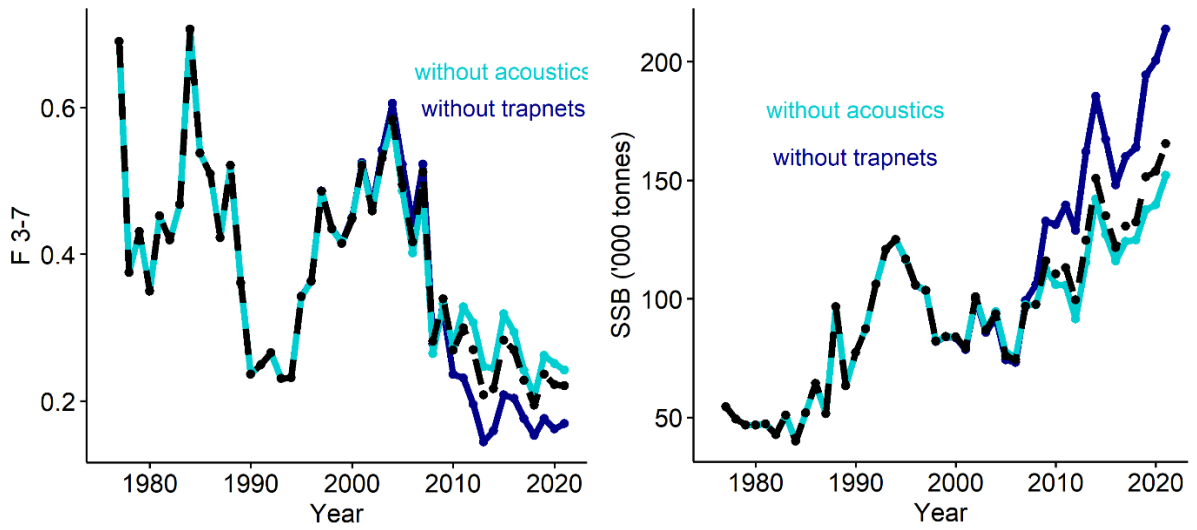 F 3-7
0.6
0.4
0.2
without acoustics
without trapnets
1980 1990 2000 2010 2020
Year
SSB ('000 tonnes)
200
150
100
50
without acoustics
without trapnets
1980 1990 2000 2010 2020
Year